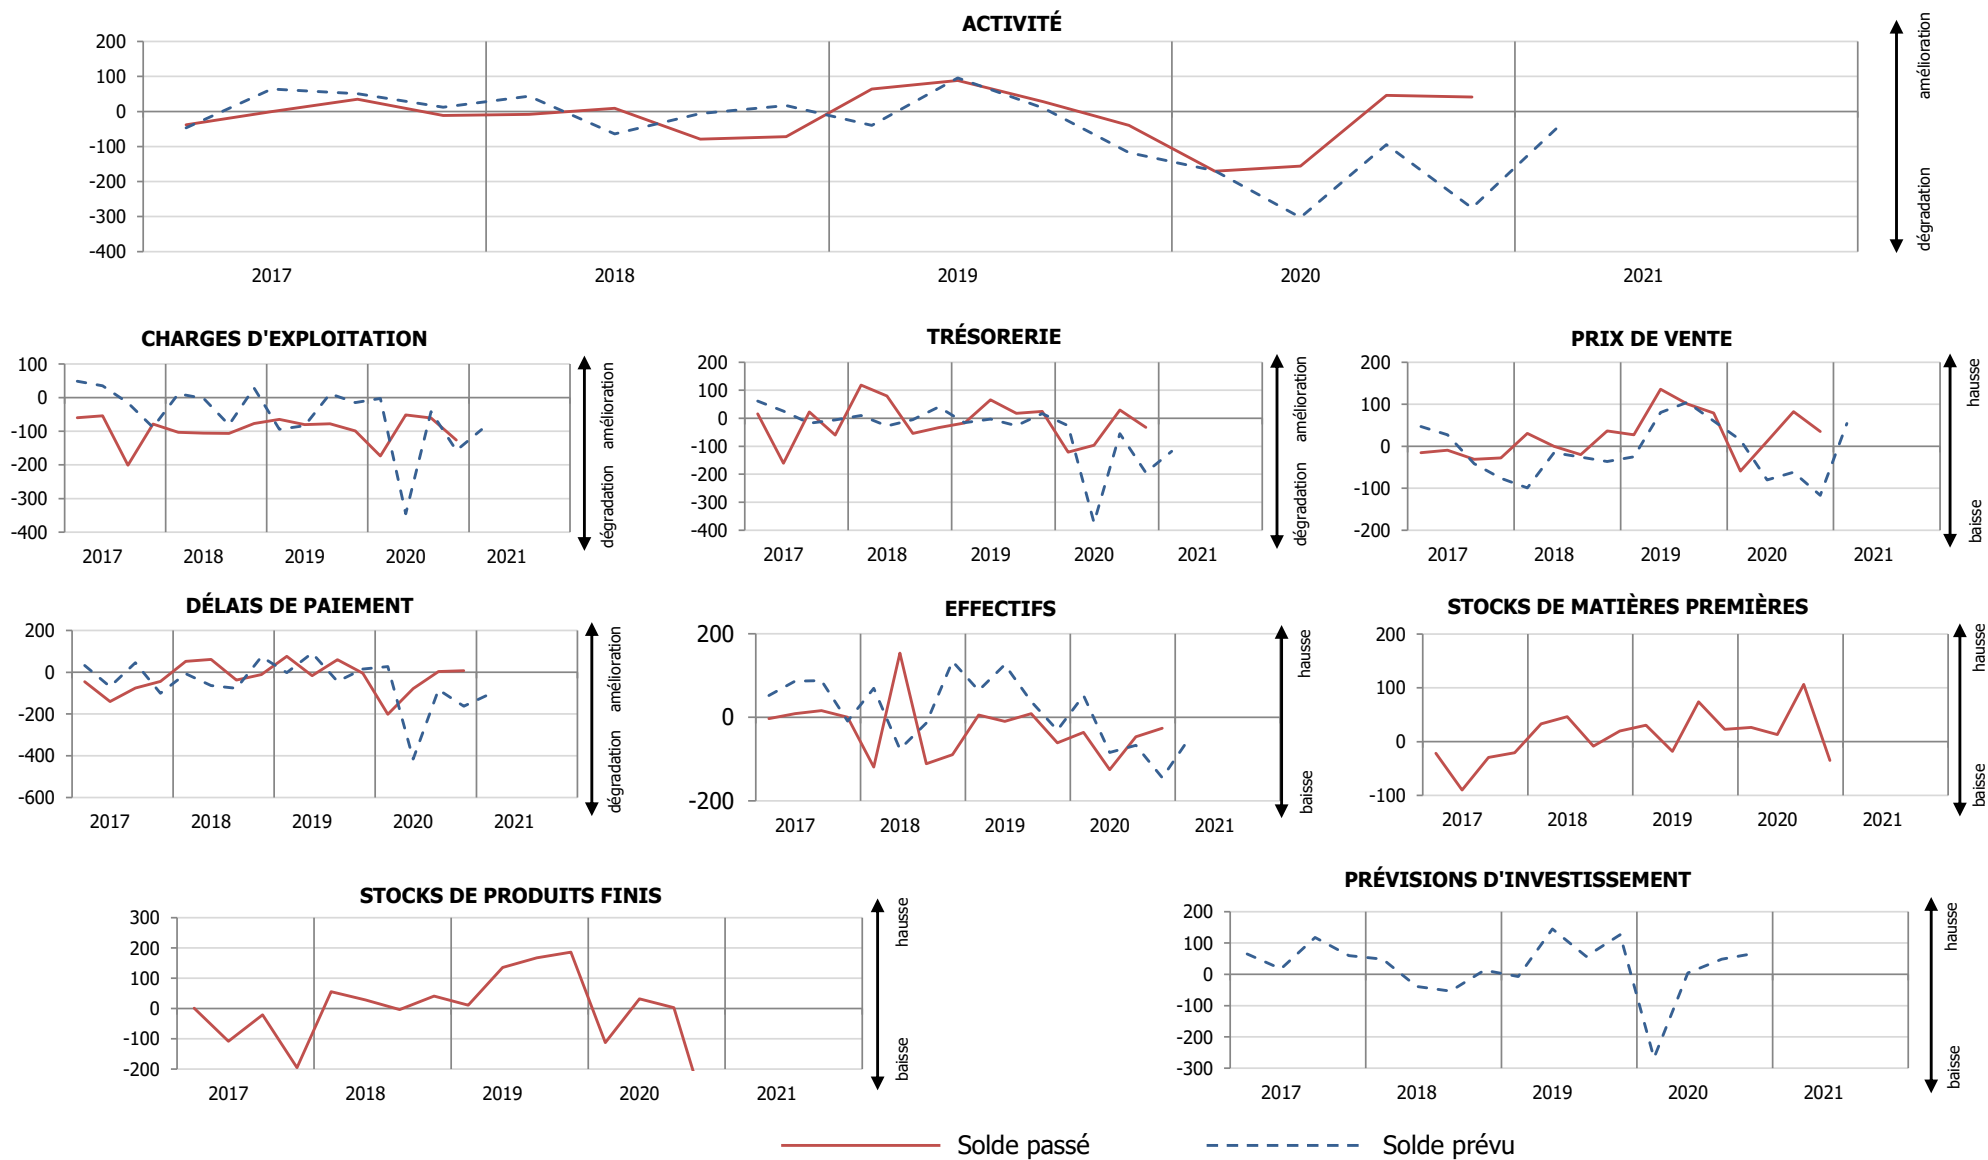 ACTIVITÉ
200
100
0
-100
-200
-300
-400
2017 2018 2019 2020 2021
amélioration
dégradation
CHARGES D'EXPLOITATION
100
0
-100
-200
-300
-400
2017 2018 2019 2020 2021
amélioration
dégradation
TRÉSORERIE
200
100
0
-100
-200
-300
-400
2017 2018 2019 2020 2021
amélioration
dégradation
PRIX DE VENTE
200
100
0
-100
-200
2017 2018 2019 2020 2021
hausse
baisse
DÉLAIS DE PAIEMENT
200
0
-200
-400
-600
2017 2018 2019 2020 2021
amélioration
dégradation
EFFECTIFS
200
0
-200
2017 2018 2019 2020 2021
hausse
baisse
STOCKS DE MATIÈRES PREMIÈRES
200
100
0
-100
2017 2018 2019 2020 2021
hausse
baisse
STOCKS DE PRODUITS FINIS
300
200
100
0
-100
-200
2017 2018 2019 2020 2021
hausse
baisse
PRÉVISIONS D'INVESTISSEMENT
200
100
0
-100
-200
-300
2017 2018 2019 2020 2021
hausse
baisse
Solde passé Solde prévu